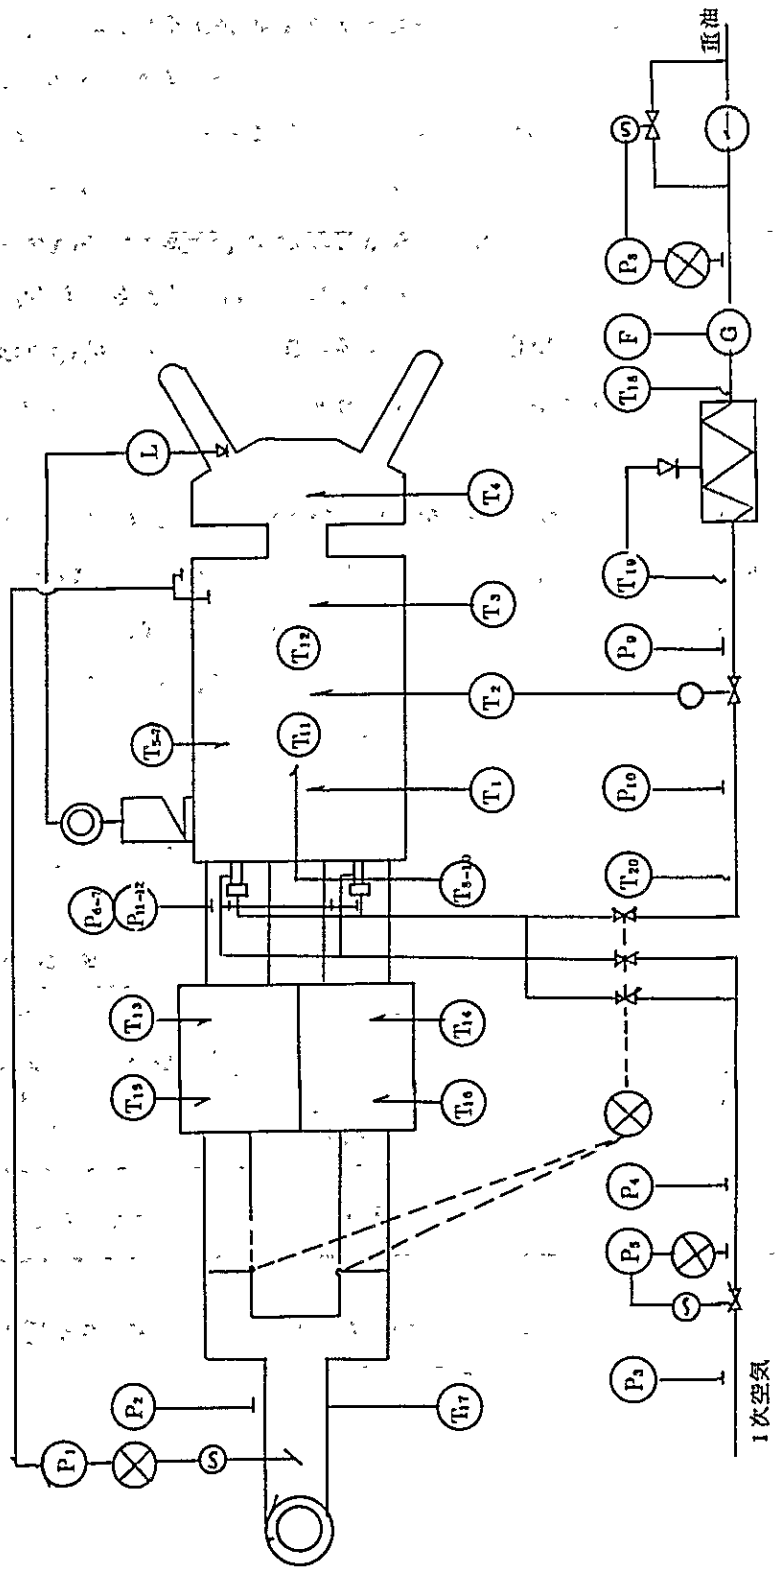 重油
S
P₈
F
G
T₁₈
L
T₄
T₁₉
T₃
T₁₂
P₉
T₂
T₅₋₇
T₁₁
T₁
P₁₀
T₈₋₁₀
T₂₀
P₆₋₇
P₁₁₋₁₂
T₁₃
T₁₄
T₁₅
T₁₆
P₄
P₅
S
P₂
T₁₇
P₃
P₁
S
1次空気